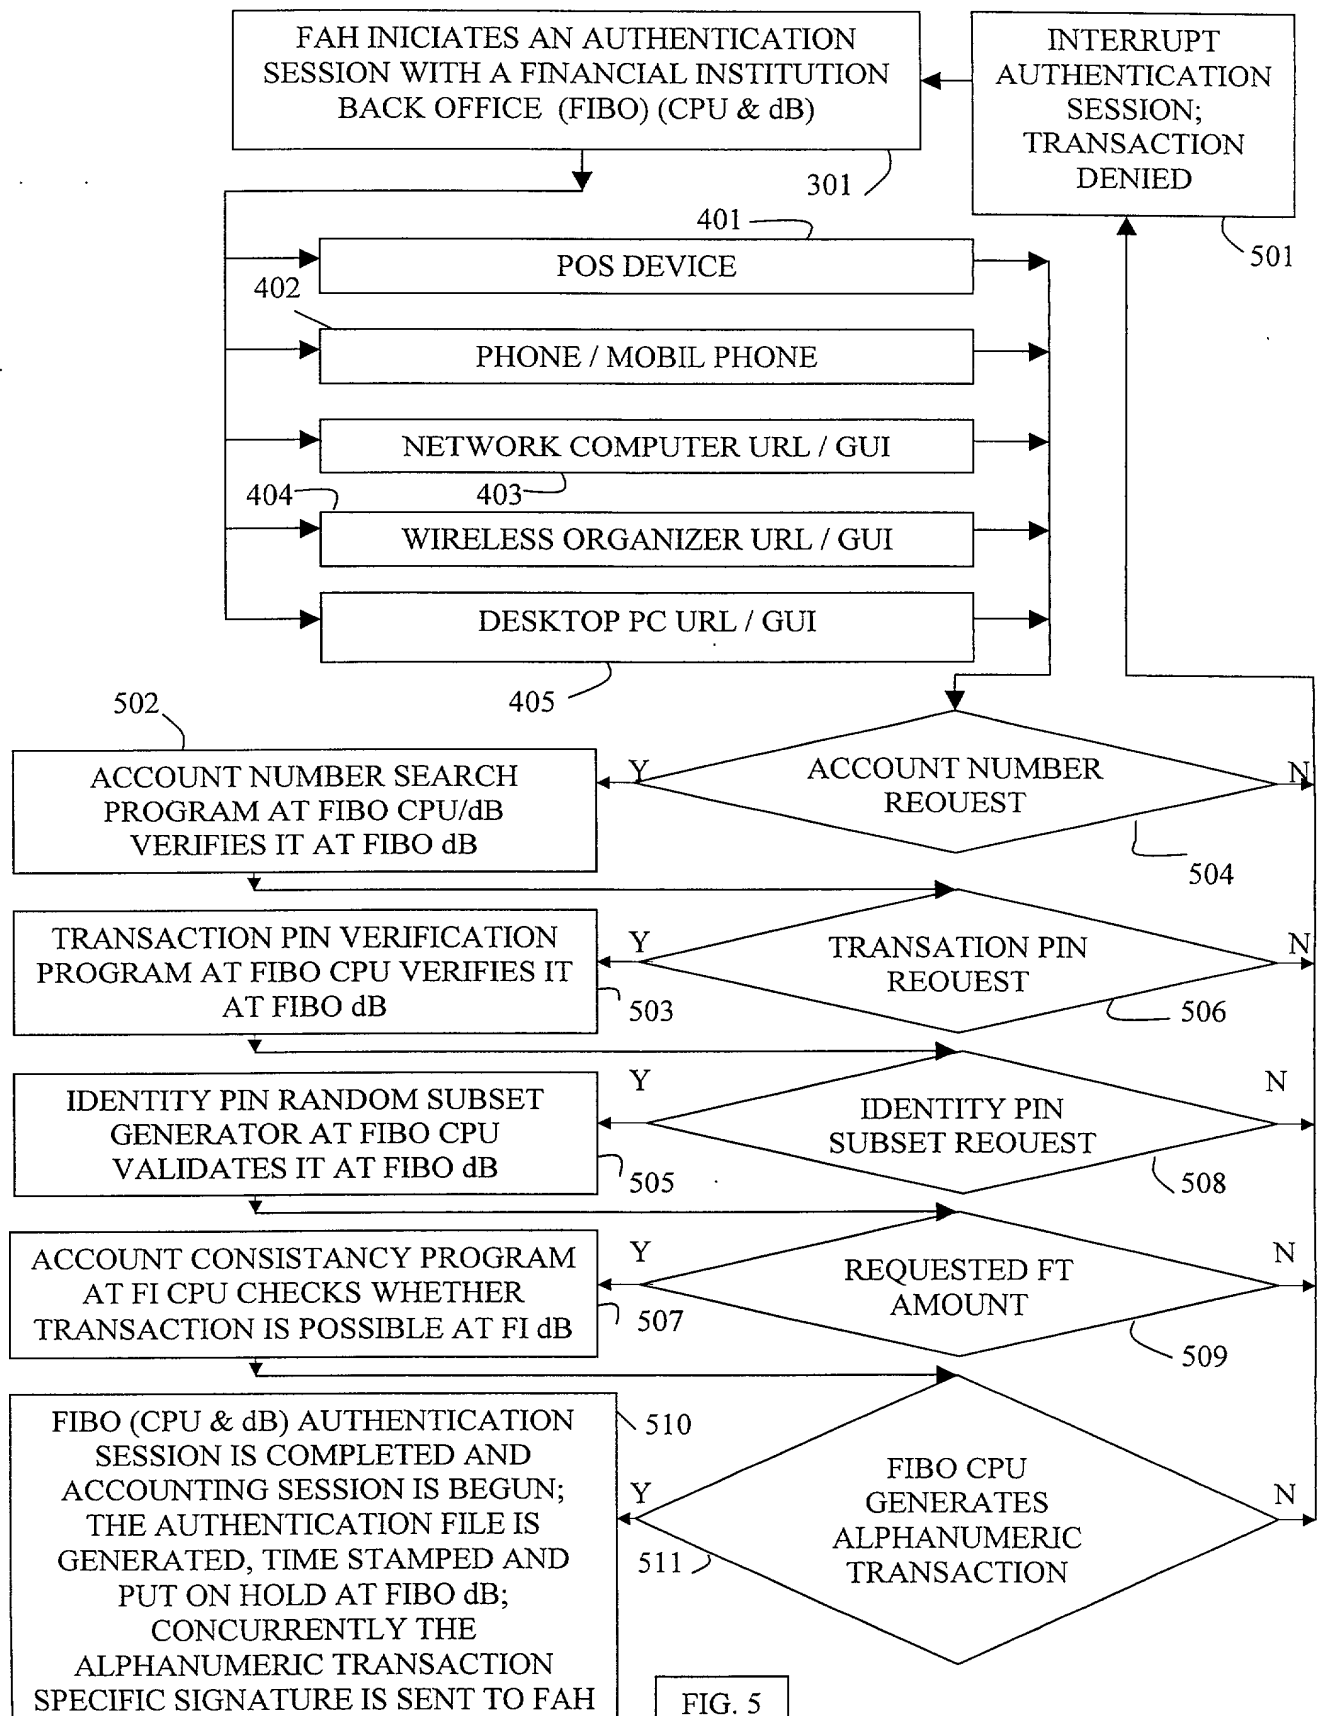 FAH INICIATES AN AUTHENTICATION
SESSION WITH A FINANCIAL INSTITUTION
BACK OFFICE (FIBO) (CPU & dB)
301
INTERRUPT
AUTHENTICATION
SESSION;
TRANSACTION
DENIED
501
401
POS DEVICE
402
PHONE / MOBIL PHONE
NETWORK COMPUTER URL / GUI
403
404
WIRELESS ORGANIZER URL / GUI
DESKTOP PC URL / GUI
405
502
ACCOUNT NUMBER SEARCH
PROGRAM AT FIBO CPU/dB
VERIFIES IT AT FIBO dB
Y
ACCOUNT NUMBER
REOUEST
N
504
TRANSACTION PIN VERIFICATION
PROGRAM AT FIBO CPU VERIFIES IT
AT FIBO dB
503
Y
TRANSATION PIN
REOUEST
N
506
IDENTITY PIN RANDOM SUBSET
GENERATOR AT FIBO CPU
VALIDATES IT AT FIBO dB
505
Y
IDENTITY PIN
SUBSET REOUEST
N
508
ACCOUNT CONSISTANCY PROGRAM
AT FI CPU CHECKS WHETHER
TRANSACTION IS POSSIBLE AT FI dB
507
Y
REQUESTED FT
AMOUNT
N
509
FIBO (CPU & dB) AUTHENTICATION
SESSION IS COMPLETED AND
ACCOUNTING SESSION IS BEGUN;
THE AUTHENTICATION FILE IS
GENERATED, TIME STAMPED AND
PUT ON HOLD AT FIBO dB;
CONCURRENTLY THE
ALPHANUMERIC TRANSACTION
SPECIFIC SIGNATURE IS SENT TO FAH
510
Y
FIBO CPU
GENERATES
ALPHANUMERIC
TRANSACTION
N
511
FIG. 5